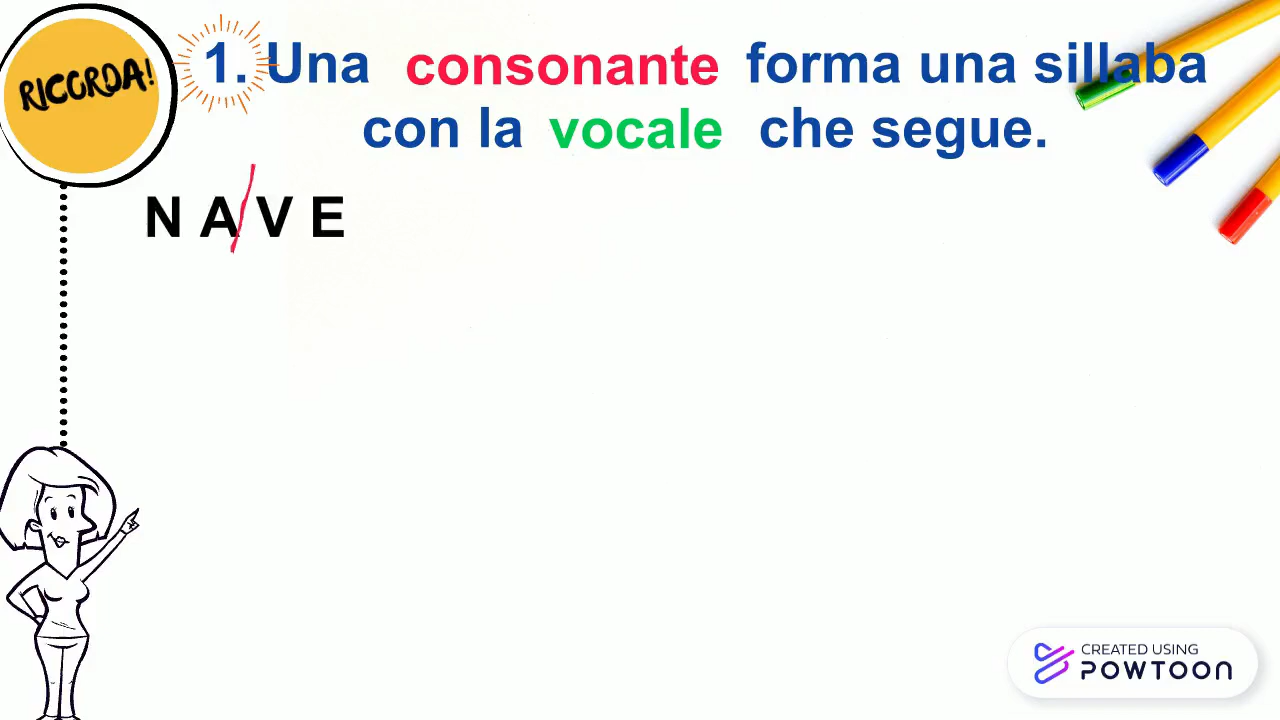 RICORDA!
1. Una consonante forma una sillaba
con la vocale che segue.
N A V E
CREATED USING
POWTOON